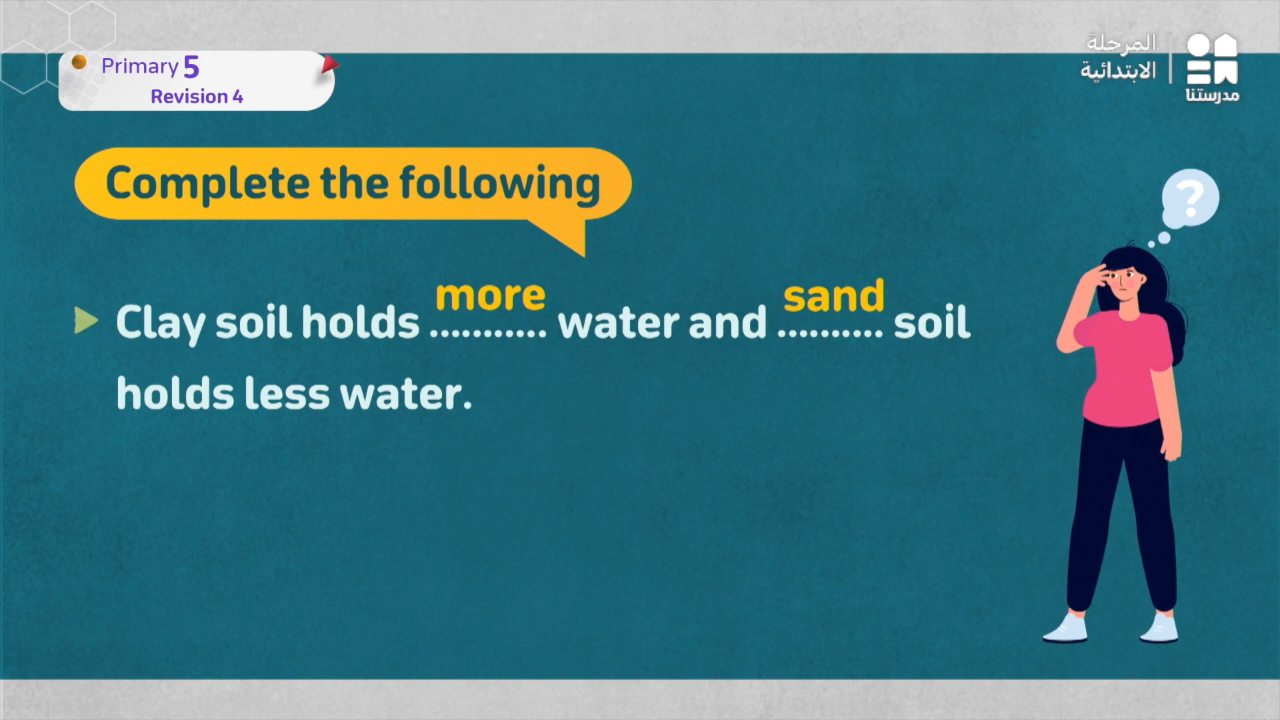 Primary 5
Revision 4
المرحلة
الابتدائية
مدرستنا
Complete the following
Clay soil holds more........... water and sand.......... soil
holds less water.
?